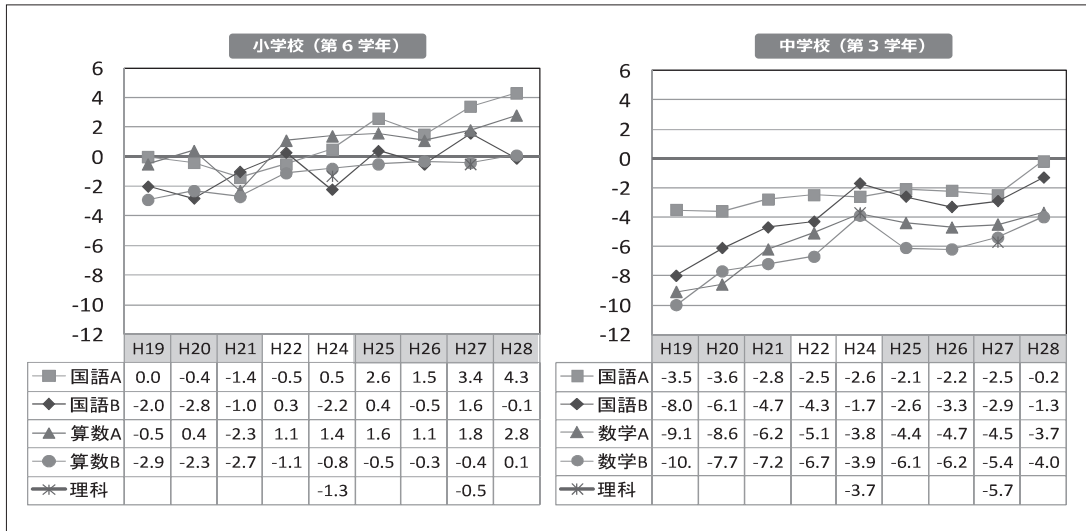 小学校（第６学年）
6
4
2
0
-2
-4
-6
-8
-10
-12
H19 H20 H21 H22 H24 H25 H26 H27 H28
国語A 0.0 -0.4 -1.4 -0.5 0.5 2.6 1.5 3.4 4.3
国語B -2.0 -2.8 -1.0 0.3 -2.2 0.4 -0.5 1.6 -0.1
算数A -0.5 0.4 -2.3 1.1 1.4 1.6 1.1 1.8 2.8
算数B -2.9 -2.3 -2.7 -1.1 -0.8 -0.5 -0.3 -0.4 0.1
理科 -1.3 -0.5
中学校（第３学年）
6
4
2
0
-2
-4
-6
-8
-10
-12
H19 H20 H21 H22 H24 H25 H26 H27 H28
国語A -3.5 -3.6 -2.8 -2.5 -2.6 -2.1 -2.2 -2.5 -0.2
国語B -8.0 -6.1 -4.7 -4.3 -1.7 -2.6 -3.3 -2.9 -1.3
数学A -9.1 -8.6 -6.2 -5.1 -3.8 -4.4 -4.7 -4.5 -3.7
数学B -10. -7.7 -7.2 -6.7 -3.9 -6.1 -6.2 -5.4 -4.0
理科 -3.7 -5.7